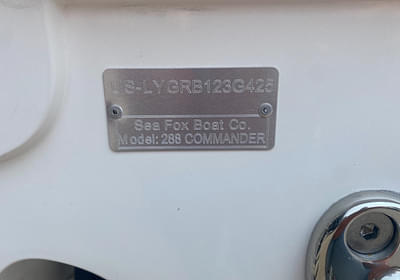 US-LYGRB123G425
Sea Fox Boat Co.
Model: 288 COMMANDER